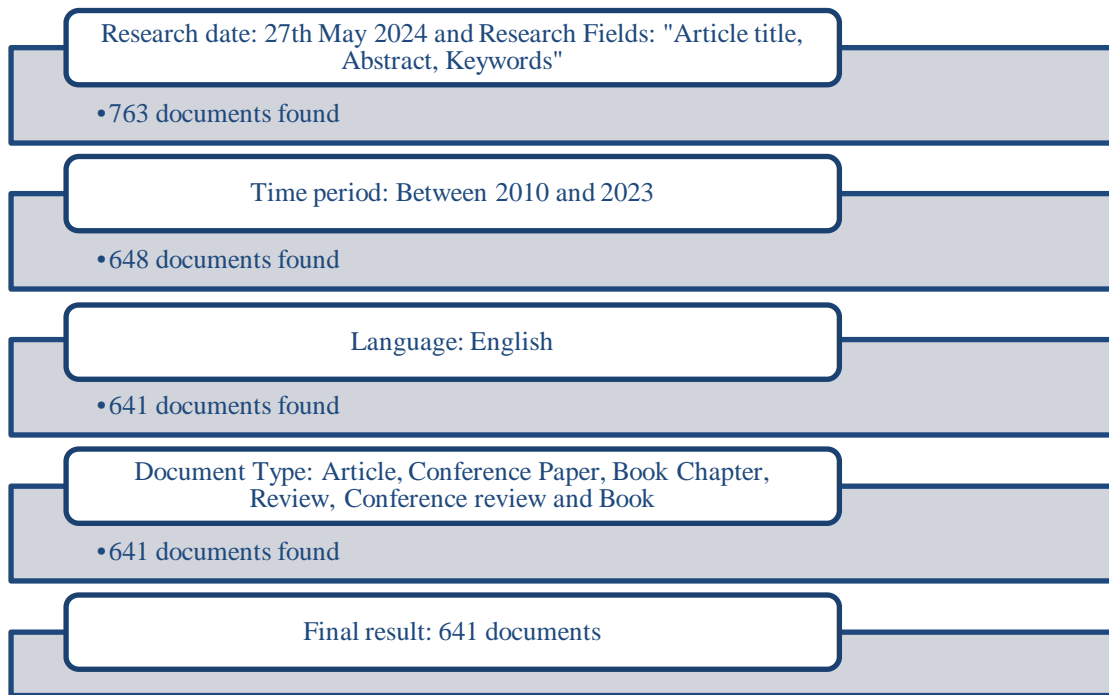 Research date: 27th May 2024 and Research Fields: "Article title,
Abstract, Keywords"
•763 documents found
Time period: Between 2010 and 2023
•648 documents found
Language: English
•641 documents found
Document Type: Article, Conference Paper, Book Chapter,
Review, Conference review and Book
•641 documents found
Final result: 641 documents